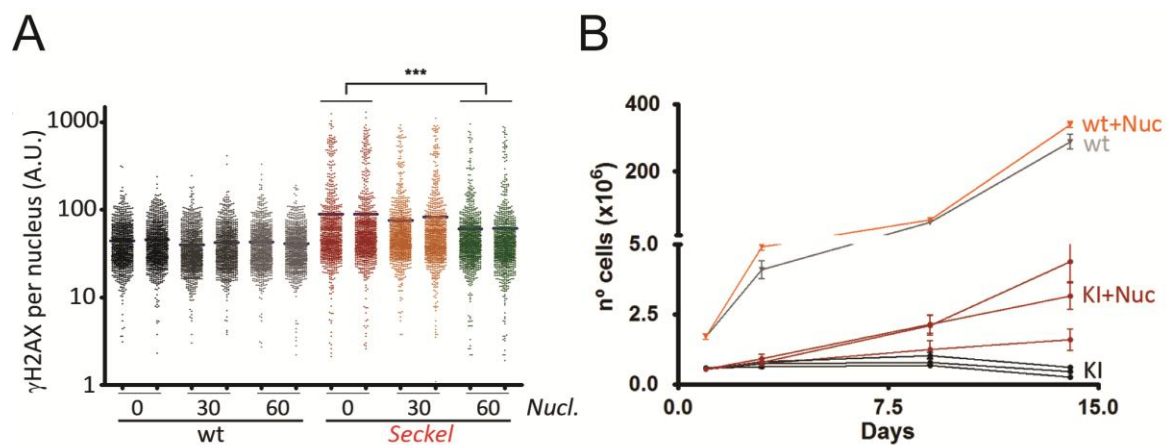 A
γH2AX per nucleus (A.U.)
1000
100
10
1
***
0 30 60 0 30 60 Nucl.
wt Seckel
B
nº cells (x10⁶)
400
200
5.0
2.5
0.0
0.0 7.5 15.0
Days
wt+Nuc
wt
KI+Nuc
KI